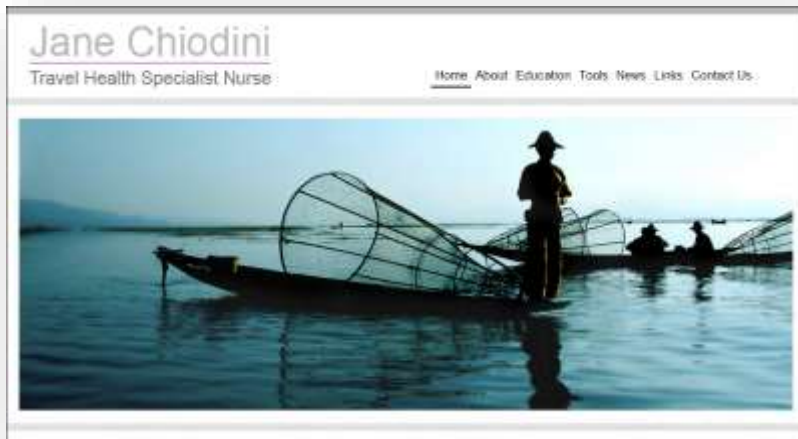 Jane Chiodini
Travel Health Specialist Nurse
Home About Education Tools News Links Contact Us